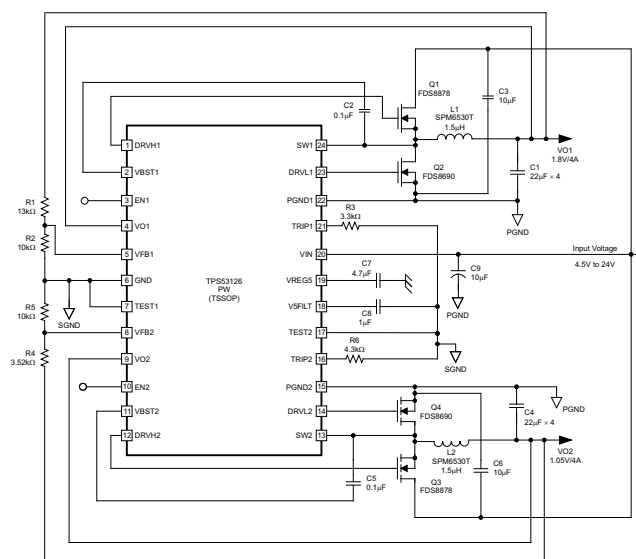 Q1
FDS8878
C3
10μF
C2
0.1μF
L1
SPM6530T
1.5μH
VO1
1.8V/4A
C1
22μF × 4
Q2
FDS8690
PGND
1 DRVH1
2 VBST1
3 EN1
4 VO1
5 VFB1
6 GND
7 TEST1
8 VFB2
9 VO2
10 EN2
11 VBST2
12 DRVH2
SW1 24
DRVL1 23
PGND1 22
TRIP1 21
VIN 20
VREG5 19
V5FILT 18
TEST2 17
TRIP2 16
PGND2 15
DRVL2 14
SW2 13
TPS53126
PW
(TSSOP)
R1
13kΩ
R2
10kΩ
R5
10kΩ
R4
3.52kΩ
SGND
R3
3.3kΩ
C7
4.7μF
C8
1μF
R6
4.3kΩ
C9
10μF
PGND
Input Voltage
4.5V to 24V
SGND
Q4
FDS8690
C4
22μF × 4
PGND
L2
SPM6530T
1.5μH
C6
10μF
VO2
1.05V/4A
C5
0.1μF
Q3
FDS8878